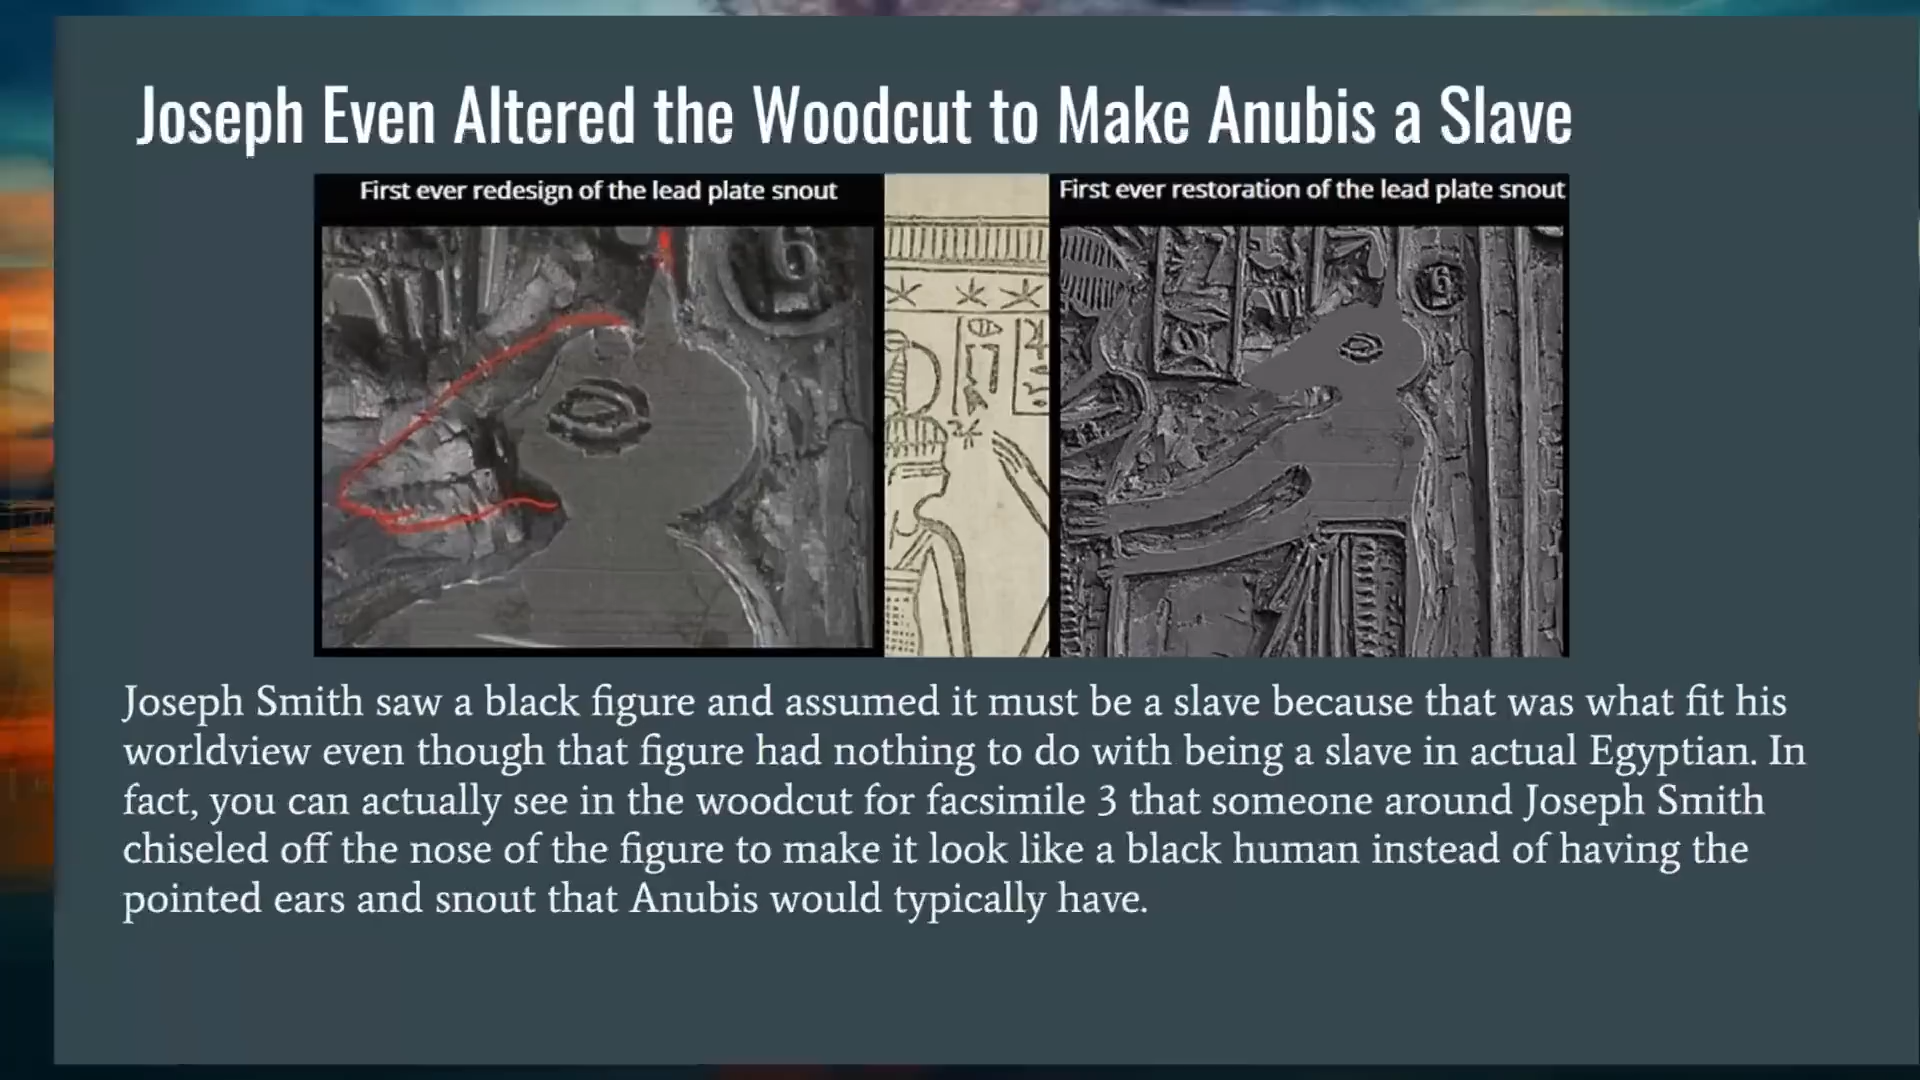 Joseph Even Altered the Woodcut to Make Anubis a Slave
First ever redesign of the lead plate snout
First ever restoration of the lead plate snout
6
6
Joseph Smith saw a black figure and assumed it must be a slave because that was what fit his
worldview even though that figure had nothing to do with being a slave in actual Egyptian. In
fact, you can actually see in the woodcut for facsimile 3 that someone around Joseph Smith
chiseled off the nose of the figure to make it look like a black human instead of having the
pointed ears and snout that Anubis would typically have.